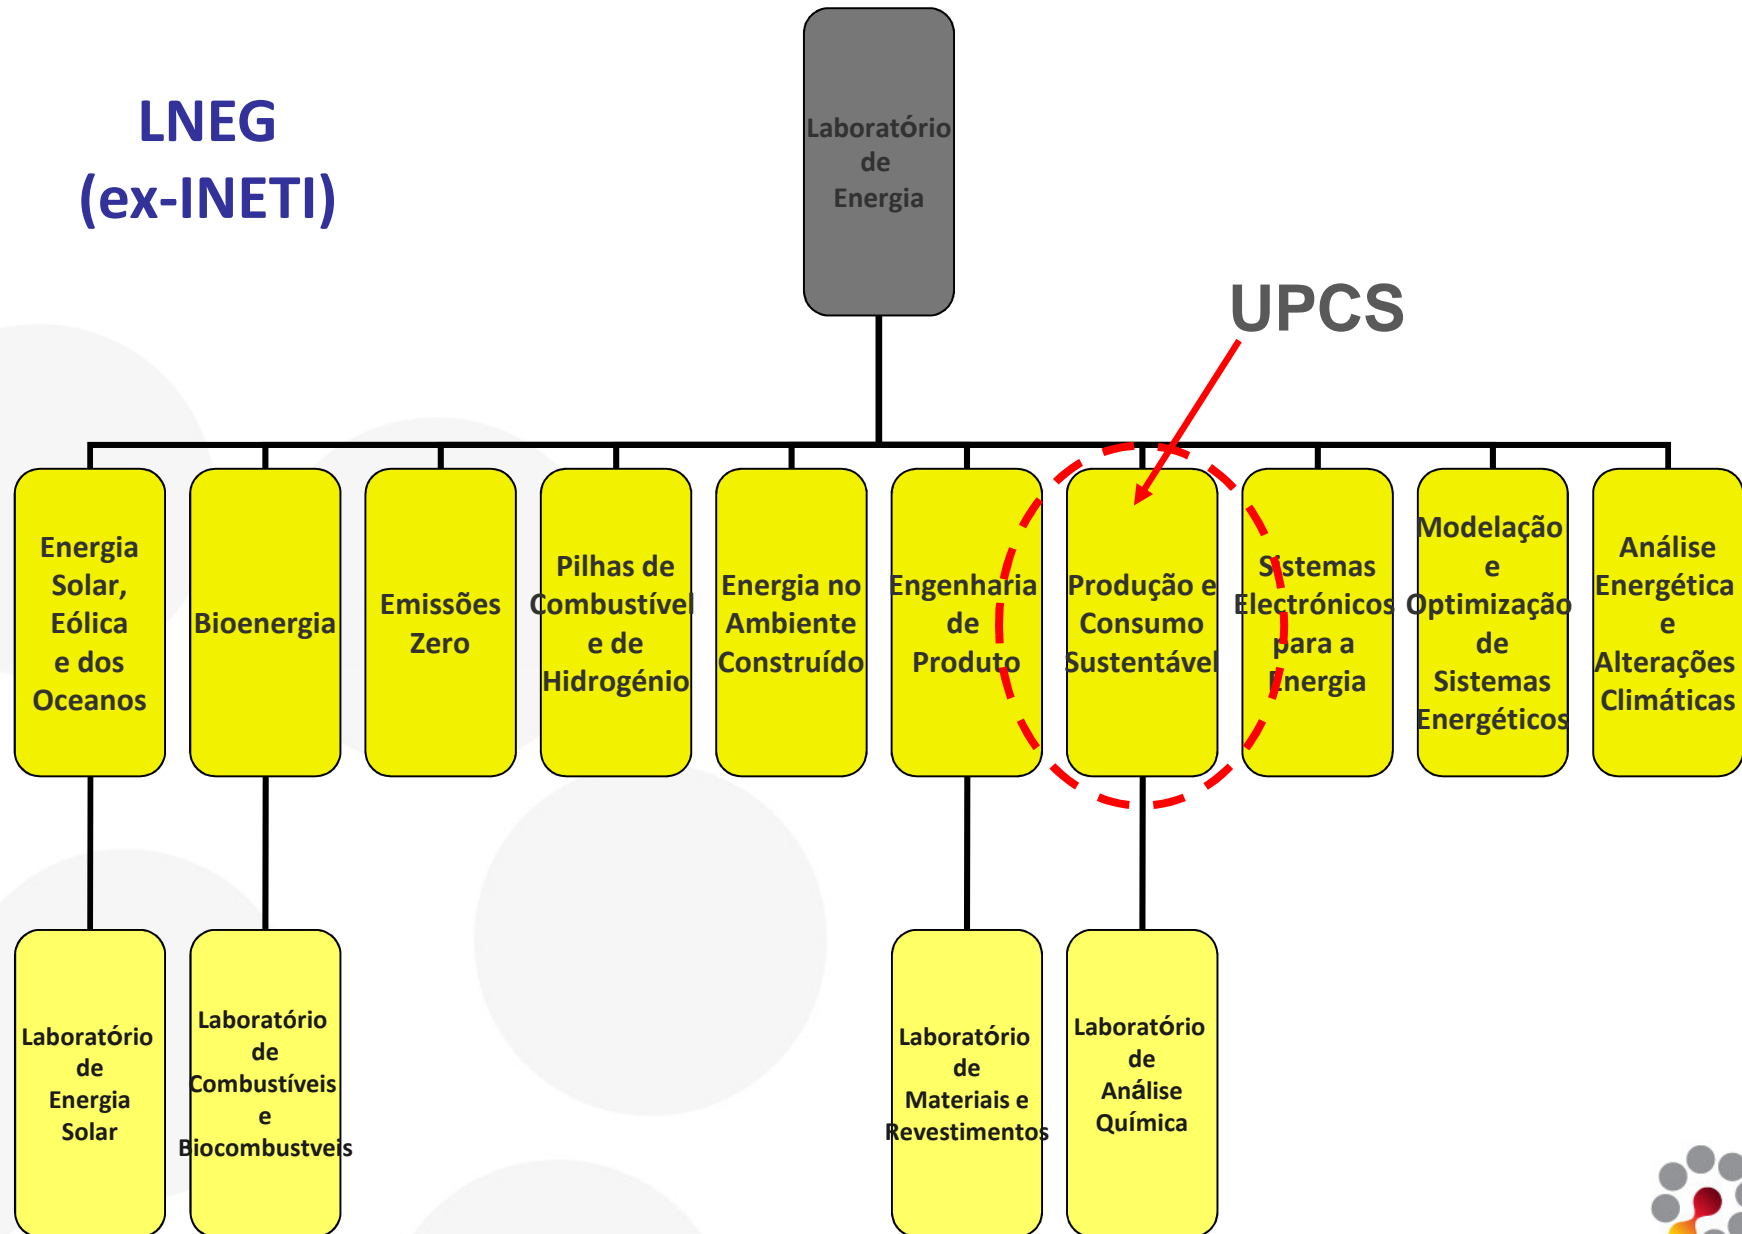 LNEG
(ex-INETI)
Laboratório
de
Energia
UPCS
Energia
Solar,
Eólica
e dos
Oceanos
Bioenergia
Emissões
Zero
Pilhas de
Combustível
e de
Hidrogénio
Energia no
Ambiente
Construído
Engenharia
de
Produto
Produção e
Consumo
Sustentável
Sistemas
Electrónicos
para a
Energia
Modelação
e
Optimização
de
Sistemas
Energéticos
Análise
Energética
e
Alterações
Climáticas
Laboratório
de
Energia
Solar
Laboratório
de
Combustíveis
e
Biocombustveis
Laboratório
de
Materiais e
Revestimentos
Laboratório
de
Análise
Química